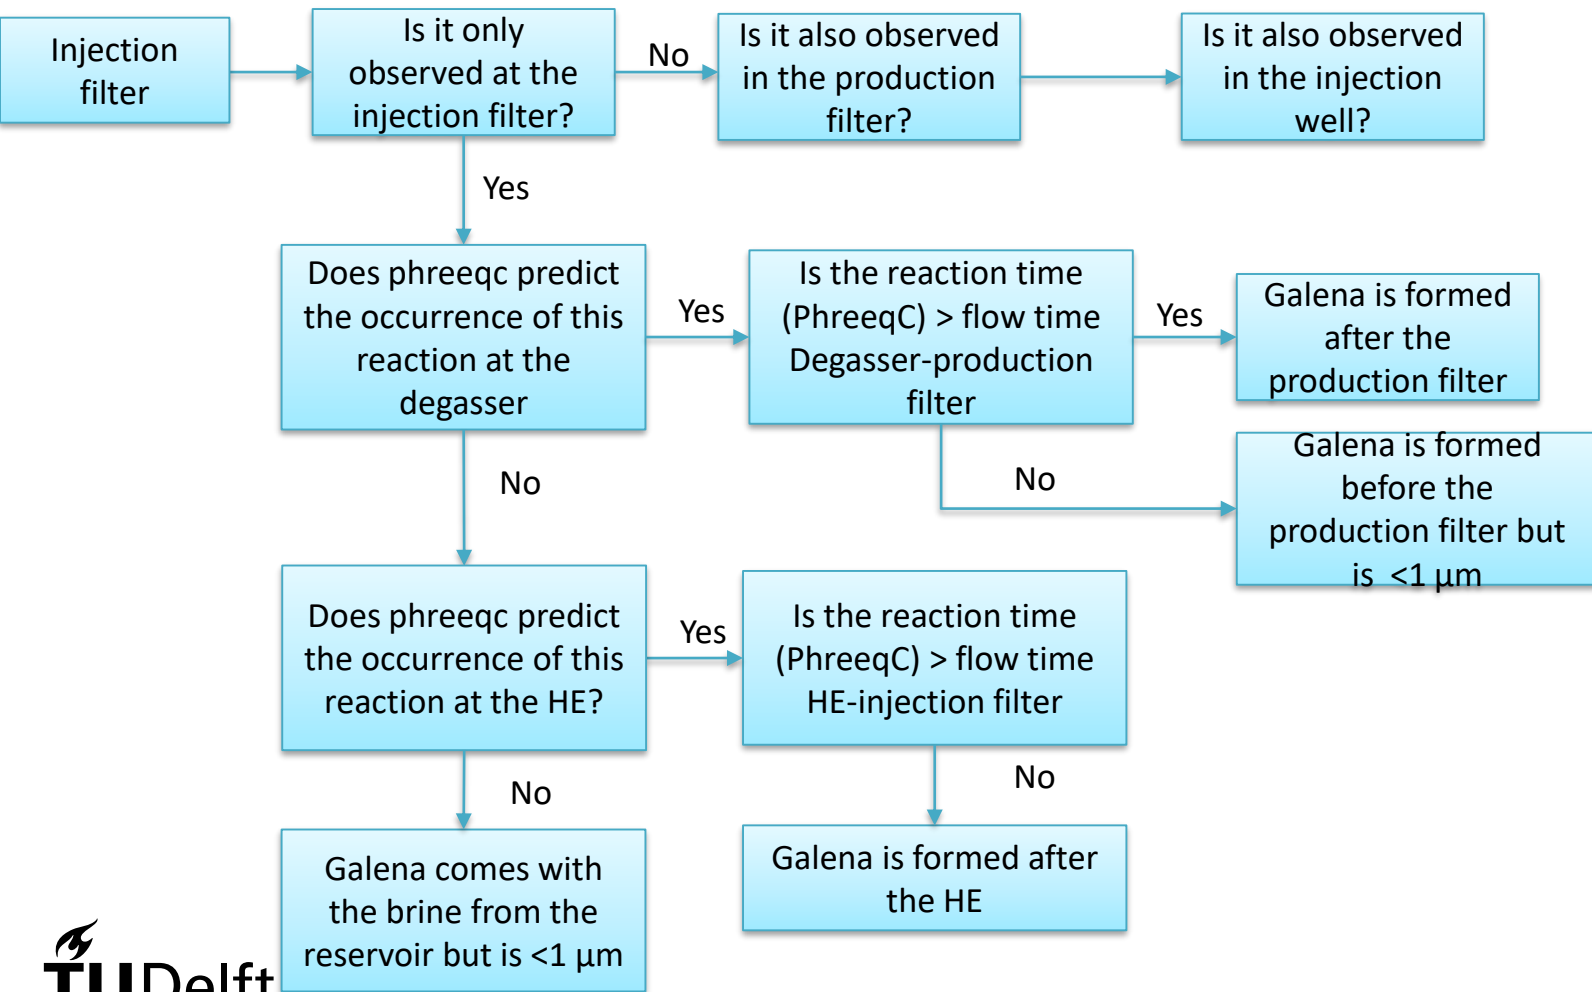 Injection
filter
Is it only
observed at the
injection filter?
No
Is it also observed
in the production
filter?
Is it also observed
in the injection
well?
Yes
Does phreeqc predict
the occurrence of this
reaction at the
degasser
Yes
Is the reaction time
(PhreeqC) > flow time
Degasser-production
filter
Yes
Galena is formed
after the
production filter
No
Galena is formed
before the
production filter but
is <1 µm
No
Does phreeqc predict
the occurrence of this
reaction at the HE?
Yes
Is the reaction time
(PhreeqC) > flow time
HE-injection filter
No
Galena comes with
the brine from the
reservoir but is <1 µm
No
Galena is formed after
the HE
TUDelft